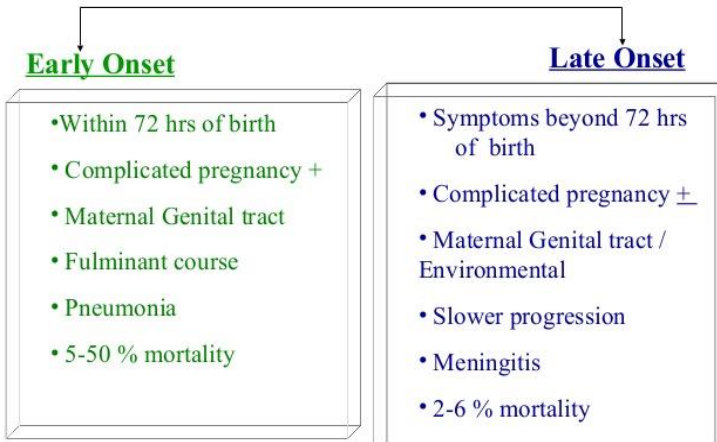 Early Onset
•Within 72 hrs of birth
• Complicated pregnancy +
• Maternal Genital tract
• Fulminant course
• Pneumonia
• 5-50 % mortality
Late Onset
• Symptoms beyond 72 hrs
of birth
• Complicated pregnancy ±
• Maternal Genital tract /
Environmental
• Slower progression
• Meningitis
• 2-6 % mortality